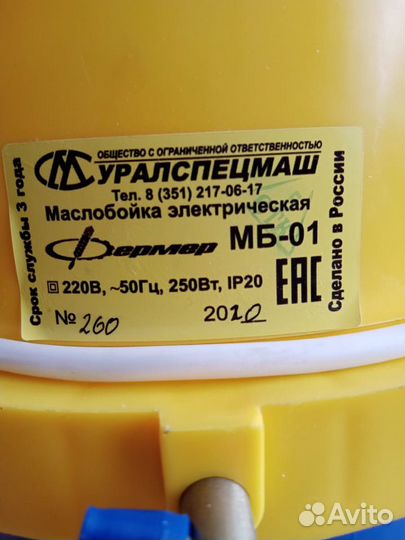 ОБЩЕСТВО С ОГРАНИЧЕННОЙ ОТВЕТСТВЕННОСТЬЮ
УРАЛСПЕЦМАШ
Тел. 8 (351) 217-06-17
Маслобойка электрическая
Фермер МБ-01
220В, ~50Гц, 250Вт, IP20
№ 260 2020
Срок службы 3 года
ЕАС
Сделано в России
Avito